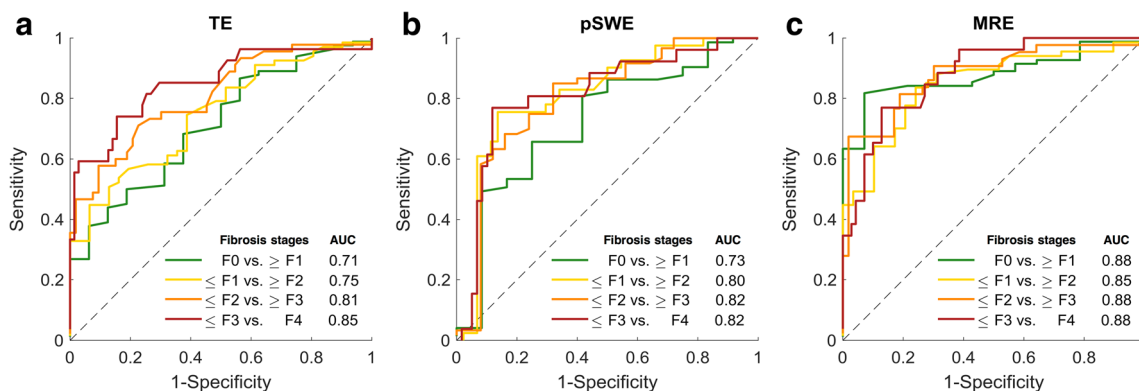 a TE
1
0.8
0.6
0.4
0.2
0
0 0.2 0.4 0.6 0.8 1
Sensitivity
1-Specificity
Fibrosis stages AUC
F0 vs. ≥ F1 0.71
≤ F1 vs. ≥ F2 0.75
≤ F2 vs. ≥ F3 0.81
≤ F3 vs. F4 0.85
b pSWE
1
0.8
0.6
0.4
0.2
0
0 0.2 0.4 0.6 0.8 1
Sensitivity
1-Specificity
Fibrosis stages AUC
F0 vs. ≥ F1 0.73
≤ F1 vs. ≥ F2 0.80
≤ F2 vs. ≥ F3 0.82
≤ F3 vs. F4 0.82
c MRE
1
0.8
0.6
0.4
0.2
0
0 0.2 0.4 0.6 0.8 1
Sensitivity
1-Specificity
Fibrosis stages AUC
F0 vs. ≥ F1 0.88
≤ F1 vs. ≥ F2 0.85
≤ F2 vs. ≥ F3 0.88
≤ F3 vs. F4 0.88